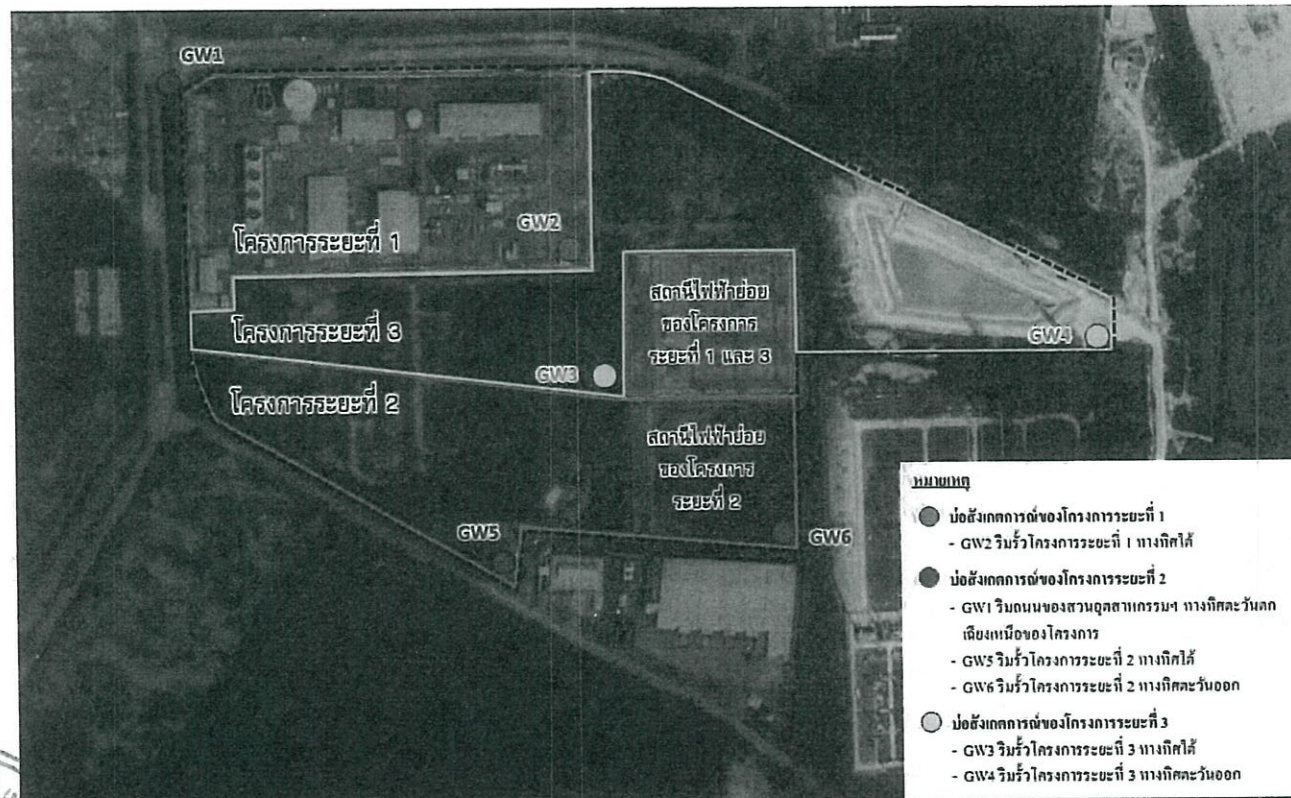 GW1
GW2
โครงการระยะที่ 1
สถานีไฟฟ้าย่อย
ของโครงการ
ระยะที่ 1 และ 3
โครงการระยะที่ 3
GW3
GW4
โครงการระยะที่ 2
สถานีไฟฟ้าย่อย
ของโครงการ
ระยะที่ 2
GW5
GW6
หมายเหตุ
บ่อสังเกตการณ์ของโครงการระยะที่ 1
- GW2 ริมรั้วโครงการระยะที่ 1 ทางทิศใต้
บ่อสังเกตการณ์ของโครงการระยะที่ 2
- GW1 ริมถนนของสวนอุตสาหกรรมฯ ทางทิศตะวันตก
เฉียงเหนือของโครงการ
- GW5 ริมรั้วโครงการระยะที่ 2 ทางทิศใต้
- GW6 ริมรั้วโครงการระยะที่ 2 ทางทิศตะวันออก
บ่อสังเกตการณ์ของโครงการระยะที่ 3
- GW3 ริมรั้วโครงการระยะที่ 3 ทางทิศใต้
- GW4 ริมรั้วโครงการระยะที่ 3 ทางทิศตะวันออก